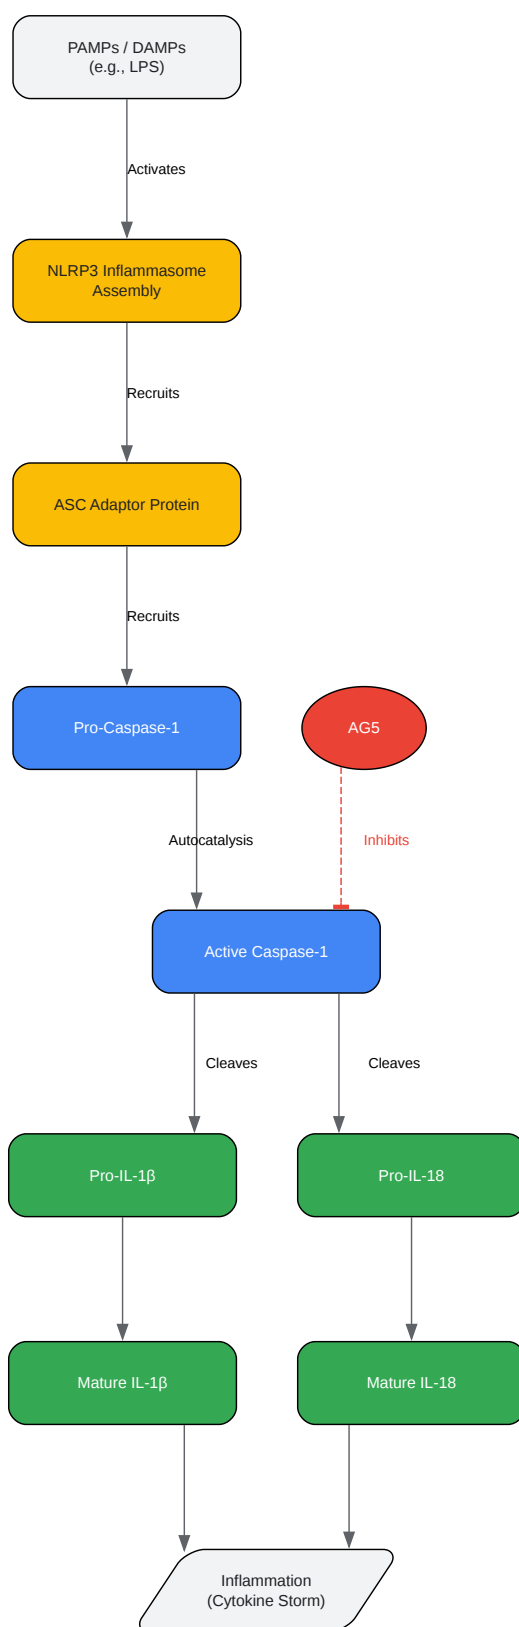 PAMPs / DAMPs
(e.g., LPS)
Activates
NLRP3 Inflammasome
Assembly
Recruits
ASC Adaptor Protein
Recruits
Pro-Caspase-1
AG5
Autocatalysis
Inhibits
Active Caspase-1
Cleaves
Cleaves
Pro-IL-1β
Pro-IL-18
Mature IL-1β
Mature IL-18
Inflammation
(Cytokine Storm)